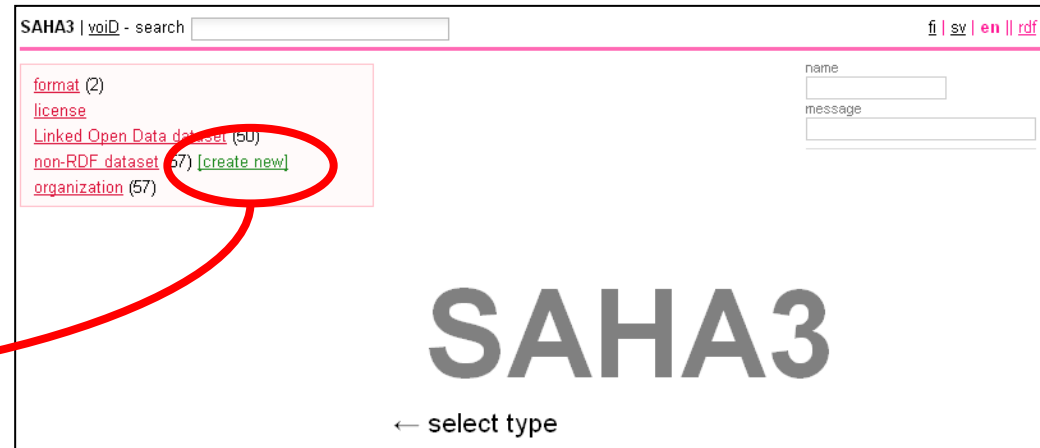 SAHA3 | voiD - search
fi | sv | en || rdf
format (2)
license
Linked Open Data dataset (50)
non-RDF dataset (57) [create new]
organization (57)
name
message
SAHA3
← select type